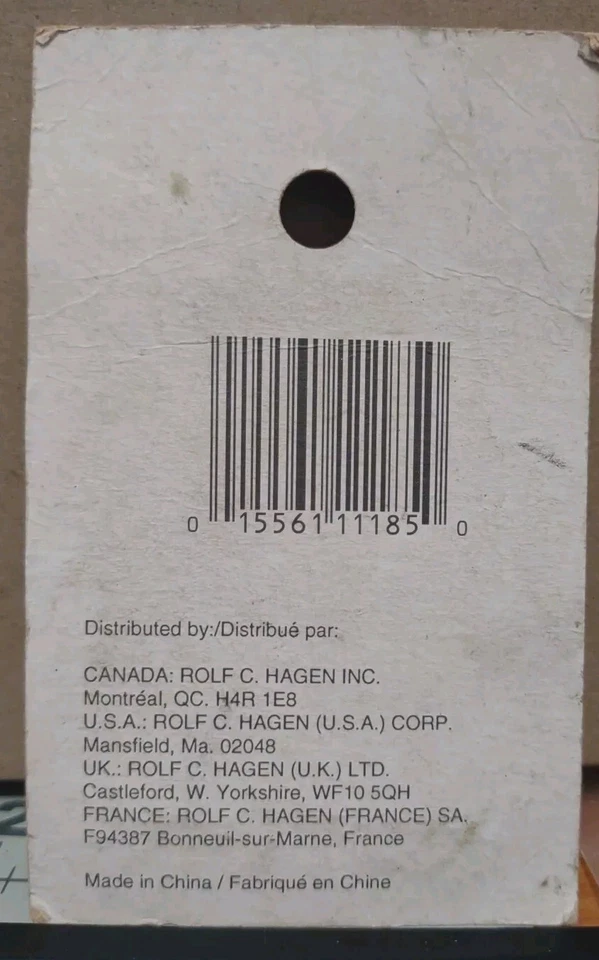 0 15561 11185 0
Distributed by:/Distribué par:
CANADA: ROLF C. HAGEN INC.
Montréal, QC. H4R 1E8
U.S.A.: ROLF C. HAGEN (U.S.A.) CORP.
Mansfield, Ma. 02048
UK.: ROLF C. HAGEN (U.K.) LTD.
Castleford, W. Yorkshire, WF10 5QH
FRANCE: ROLF C. HAGEN (FRANCE) SA.
F94387 Bonneuil-sur-Marne, France
Made in China / Fabriqué en Chine